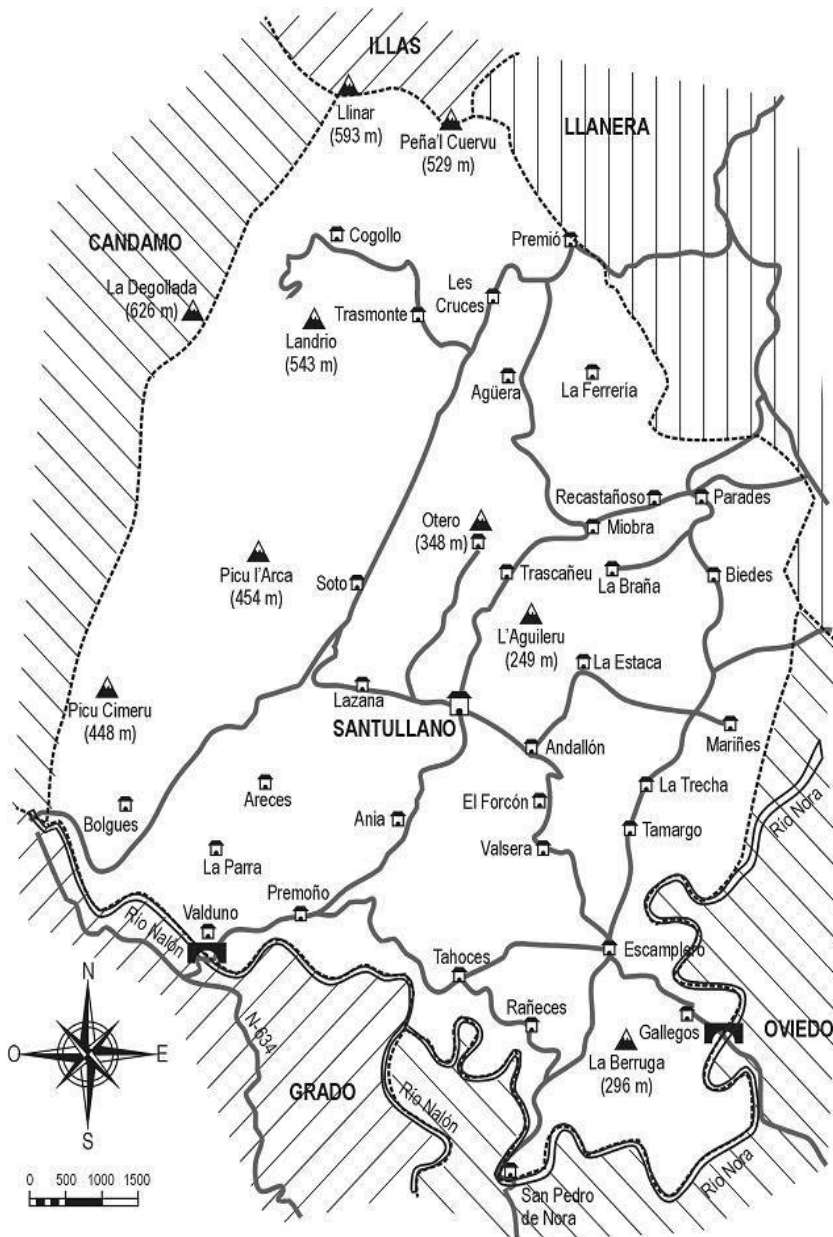 ILLAS
Llinar
(593 m)
Peña'l Cuervu
(529 m)
LLANERA
CANDAMO
Cogollo
Premió
La Degollada
(626 m)
Les
Cruces
Trasmonte
Landrio
(543 m)
Agüera
La Ferrería
Recastañoso
Parades
Otero
(348 m)
Miobra
Picu l'Arca
(454 m)
Soto
Trascañeu
La Braña
Biedes
L'Aguileru
(249 m)
La Estaca
Picu Cimeru
(448 m)
Lazana
SANTULLANO
Mariñes
Andallón
Areces
La Trecha
Bolgues
El Forcón
Ania
Tamargo
Río Nora
La Parra
Valsera
Premoño
Valduno
Río Nalón
Tahoces
Escamplero
N
Rañeces
Gallegos
OVIEDO
O
E
N-634
La Berruga
(296 m)
GRADO
Río Nalón
S
0 500 1000 1500
San Pedro
de Nora
Río Nora